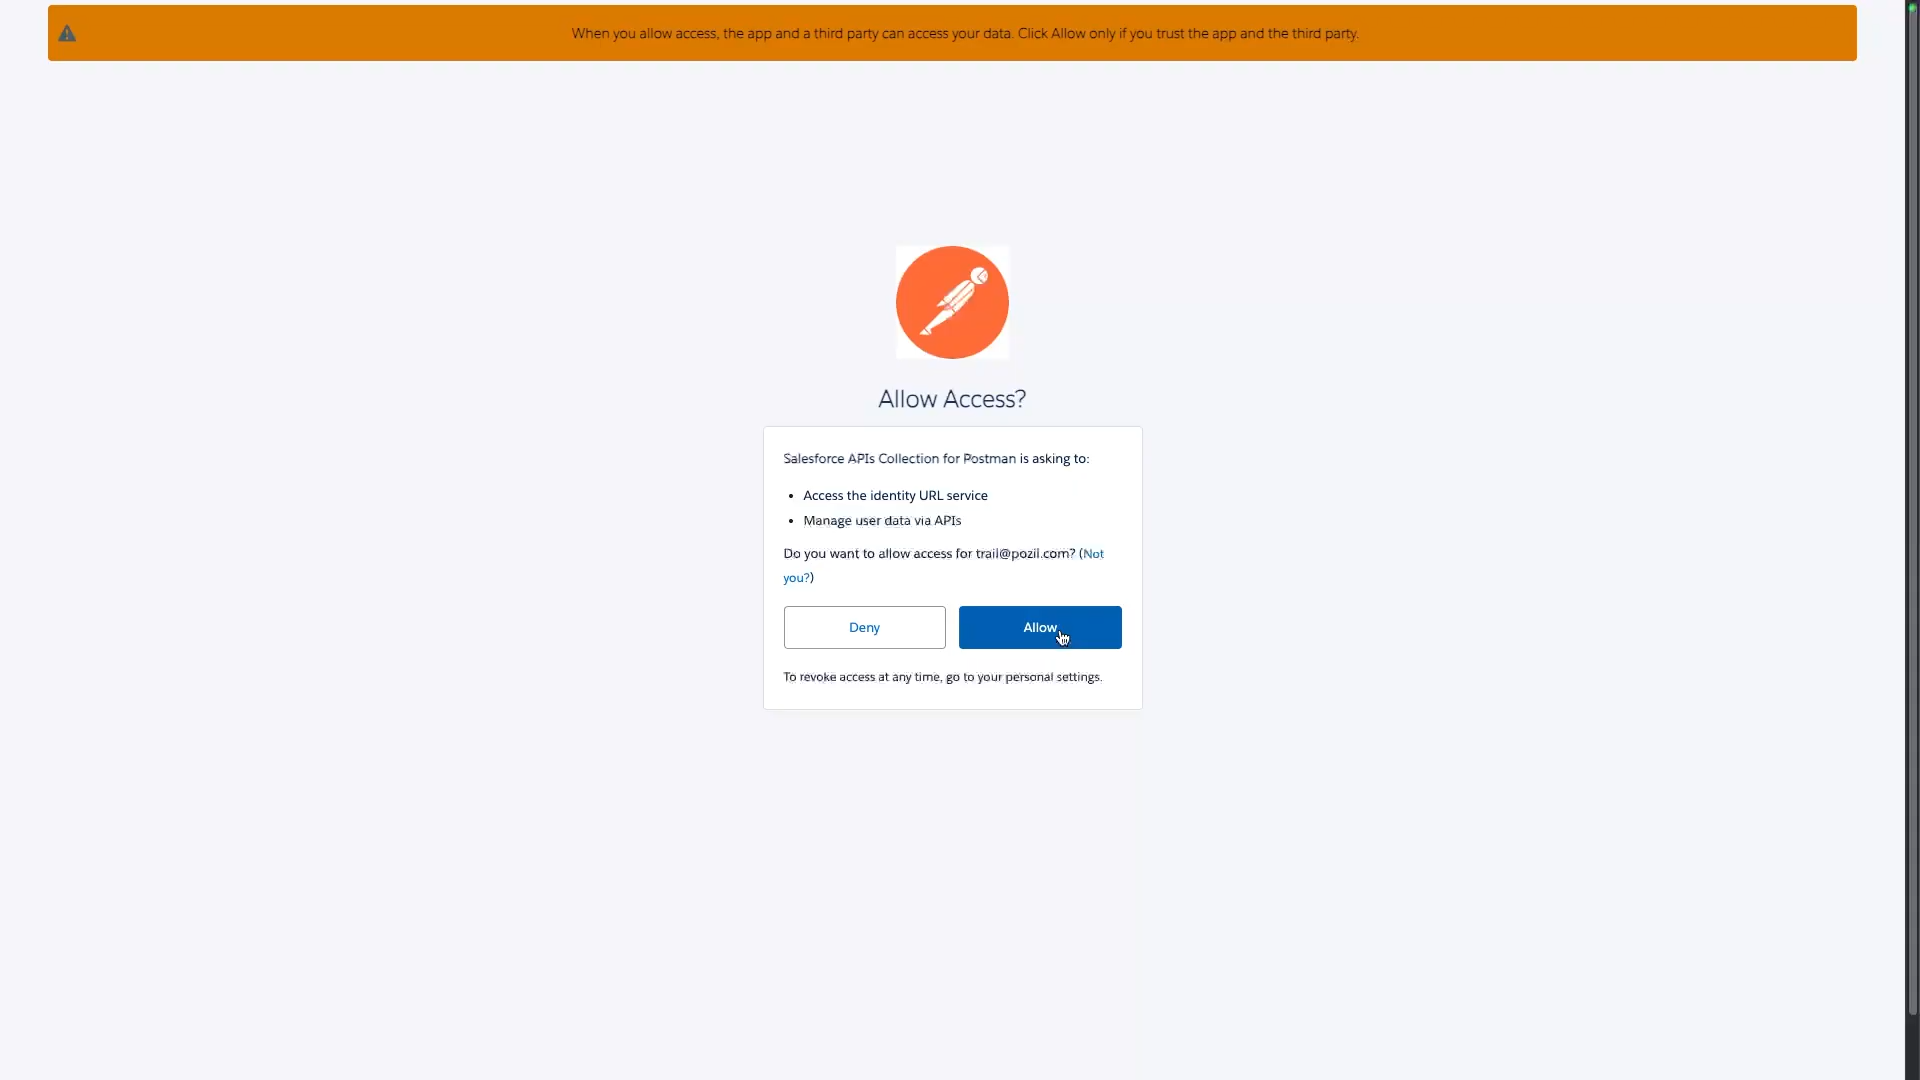 When you allow access, the app and a third party can access your data. Click Allow only if you trust the app and the third party.
Allow Access?
Salesforce APIs Collection for Postman is asking to:
• Access the identity URL service
• Manage user data via APIs
Do you want to allow access for trail@pozil.com? (Not
you?)
Deny
Allow
To revoke access at any time, go to your personal settings.